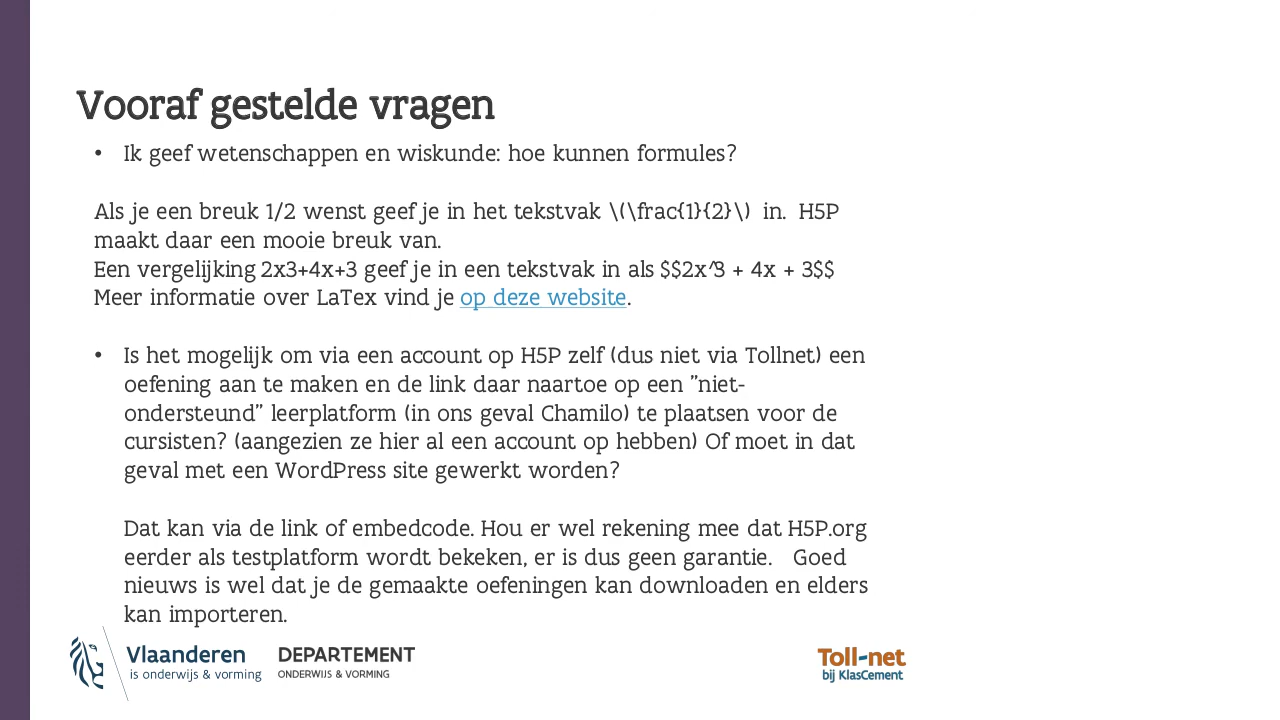 Vooraf gestelde vragen
• Ik geef wetenschappen en wiskunde: hoe kunnen formules?
Als je een breuk 1/2 wenst geef je in het tekstvak \(\frac{1}{2}\) in. H5P
maakt daar een mooie breuk van.
Een vergelijking 2x3+4x+3 geef je in een tekstvak in als $$2x^3 + 4x + 3$$
Meer informatie over LaTex vind je op deze website.
• Is het mogelijk om via een account op H5P zelf (dus niet via Tollnet) een
oefening aan te maken en de link daar naartoe op een "niet-
ondersteund" leerplatform (in ons geval Chamilo) te plaatsen voor de
cursisten? (aangezien ze hier al een account op hebben) Of moet in dat
geval met een WordPress site gewerkt worden?
Dat kan via de link of embedcode. Hou er wel rekening mee dat H5P.org
eerder als testplatform wordt bekeken, er is dus geen garantie. Goed
nieuws is wel dat je de gemaakte oefeningen kan downloaden en elders
kan importeren.
Vlaanderen
is onderwijs & vorming
DEPARTEMENT
ONDERWIJS & VORMING
Toll-net
bij KlasCement